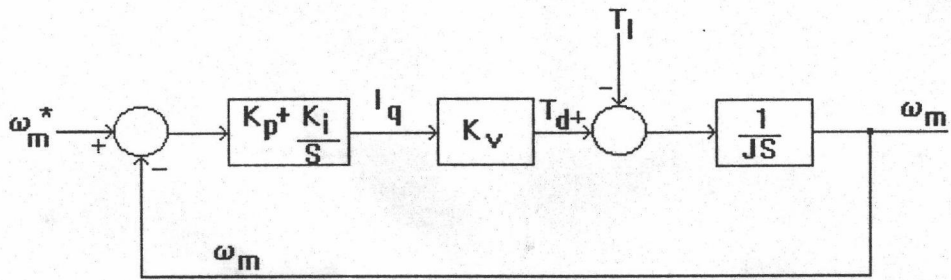 T_l
ω_m^* + −
K_p + K_i/S
I_q
K_v
T_d +
−
1/JS
ω_m
ω_m